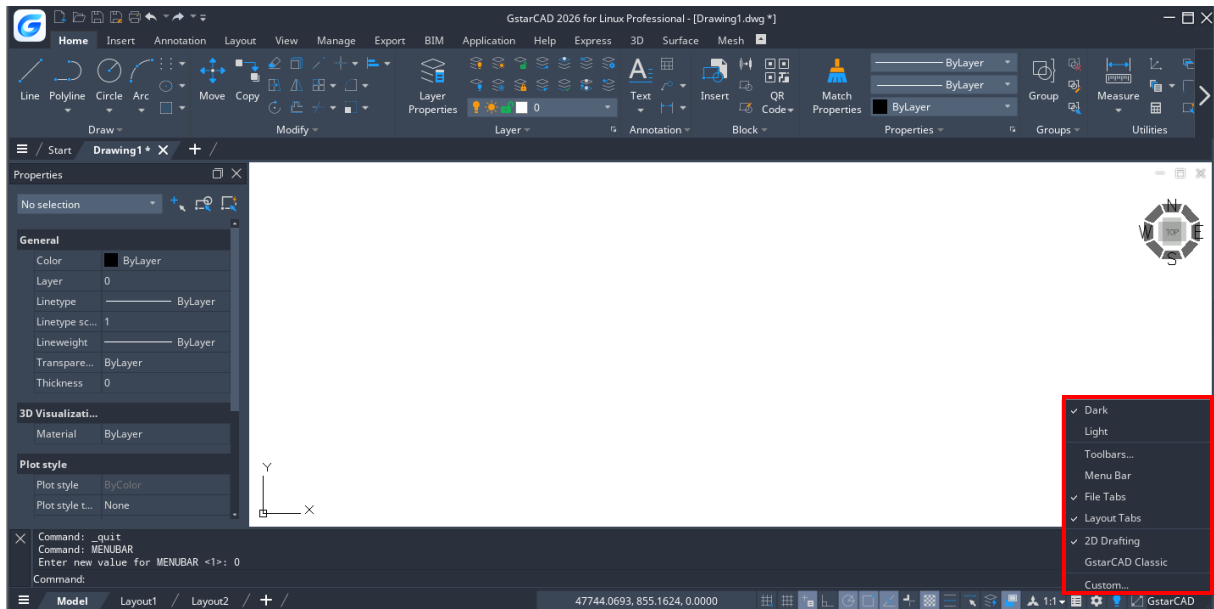 GstarCAD 2026 for Linux Professional - [Drawing1.dwg *]
Home Insert Annotation Layout View Manage Export BIM Application Help Express 3D Surface Mesh
Line Polyline Circle Arc Move Copy Layer Properties 0 Text Insert QR Code Match Properties ByLayer ByLayer ByLayer Group Measure
Draw Modify Layer Annotation Block Properties Groups Utilities
Start Drawing1 *
Properties
No selection
General
Color ByLayer
Layer 0
Linetype ByLayer
Linetype sc... 1
Lineweight ByLayer
Transpare... ByLayer
Thickness 0
3D Visualizati...
Material ByLayer
Plot style
Plot style ByColor
Plot style t... None
N
W TOP E
S
Y
X
Dark
Light
Toolbars...
Menu Bar
File Tabs
Layout Tabs
2D Drafting
GstarCAD Classic
Custom...
Command: _quit
Command: MENUBAR
Enter new value for MENUBAR <1>: 0
Command:
Model Layout1 Layout2 47744.0693, 855.1624, 0.0000 1:1 GstarCAD